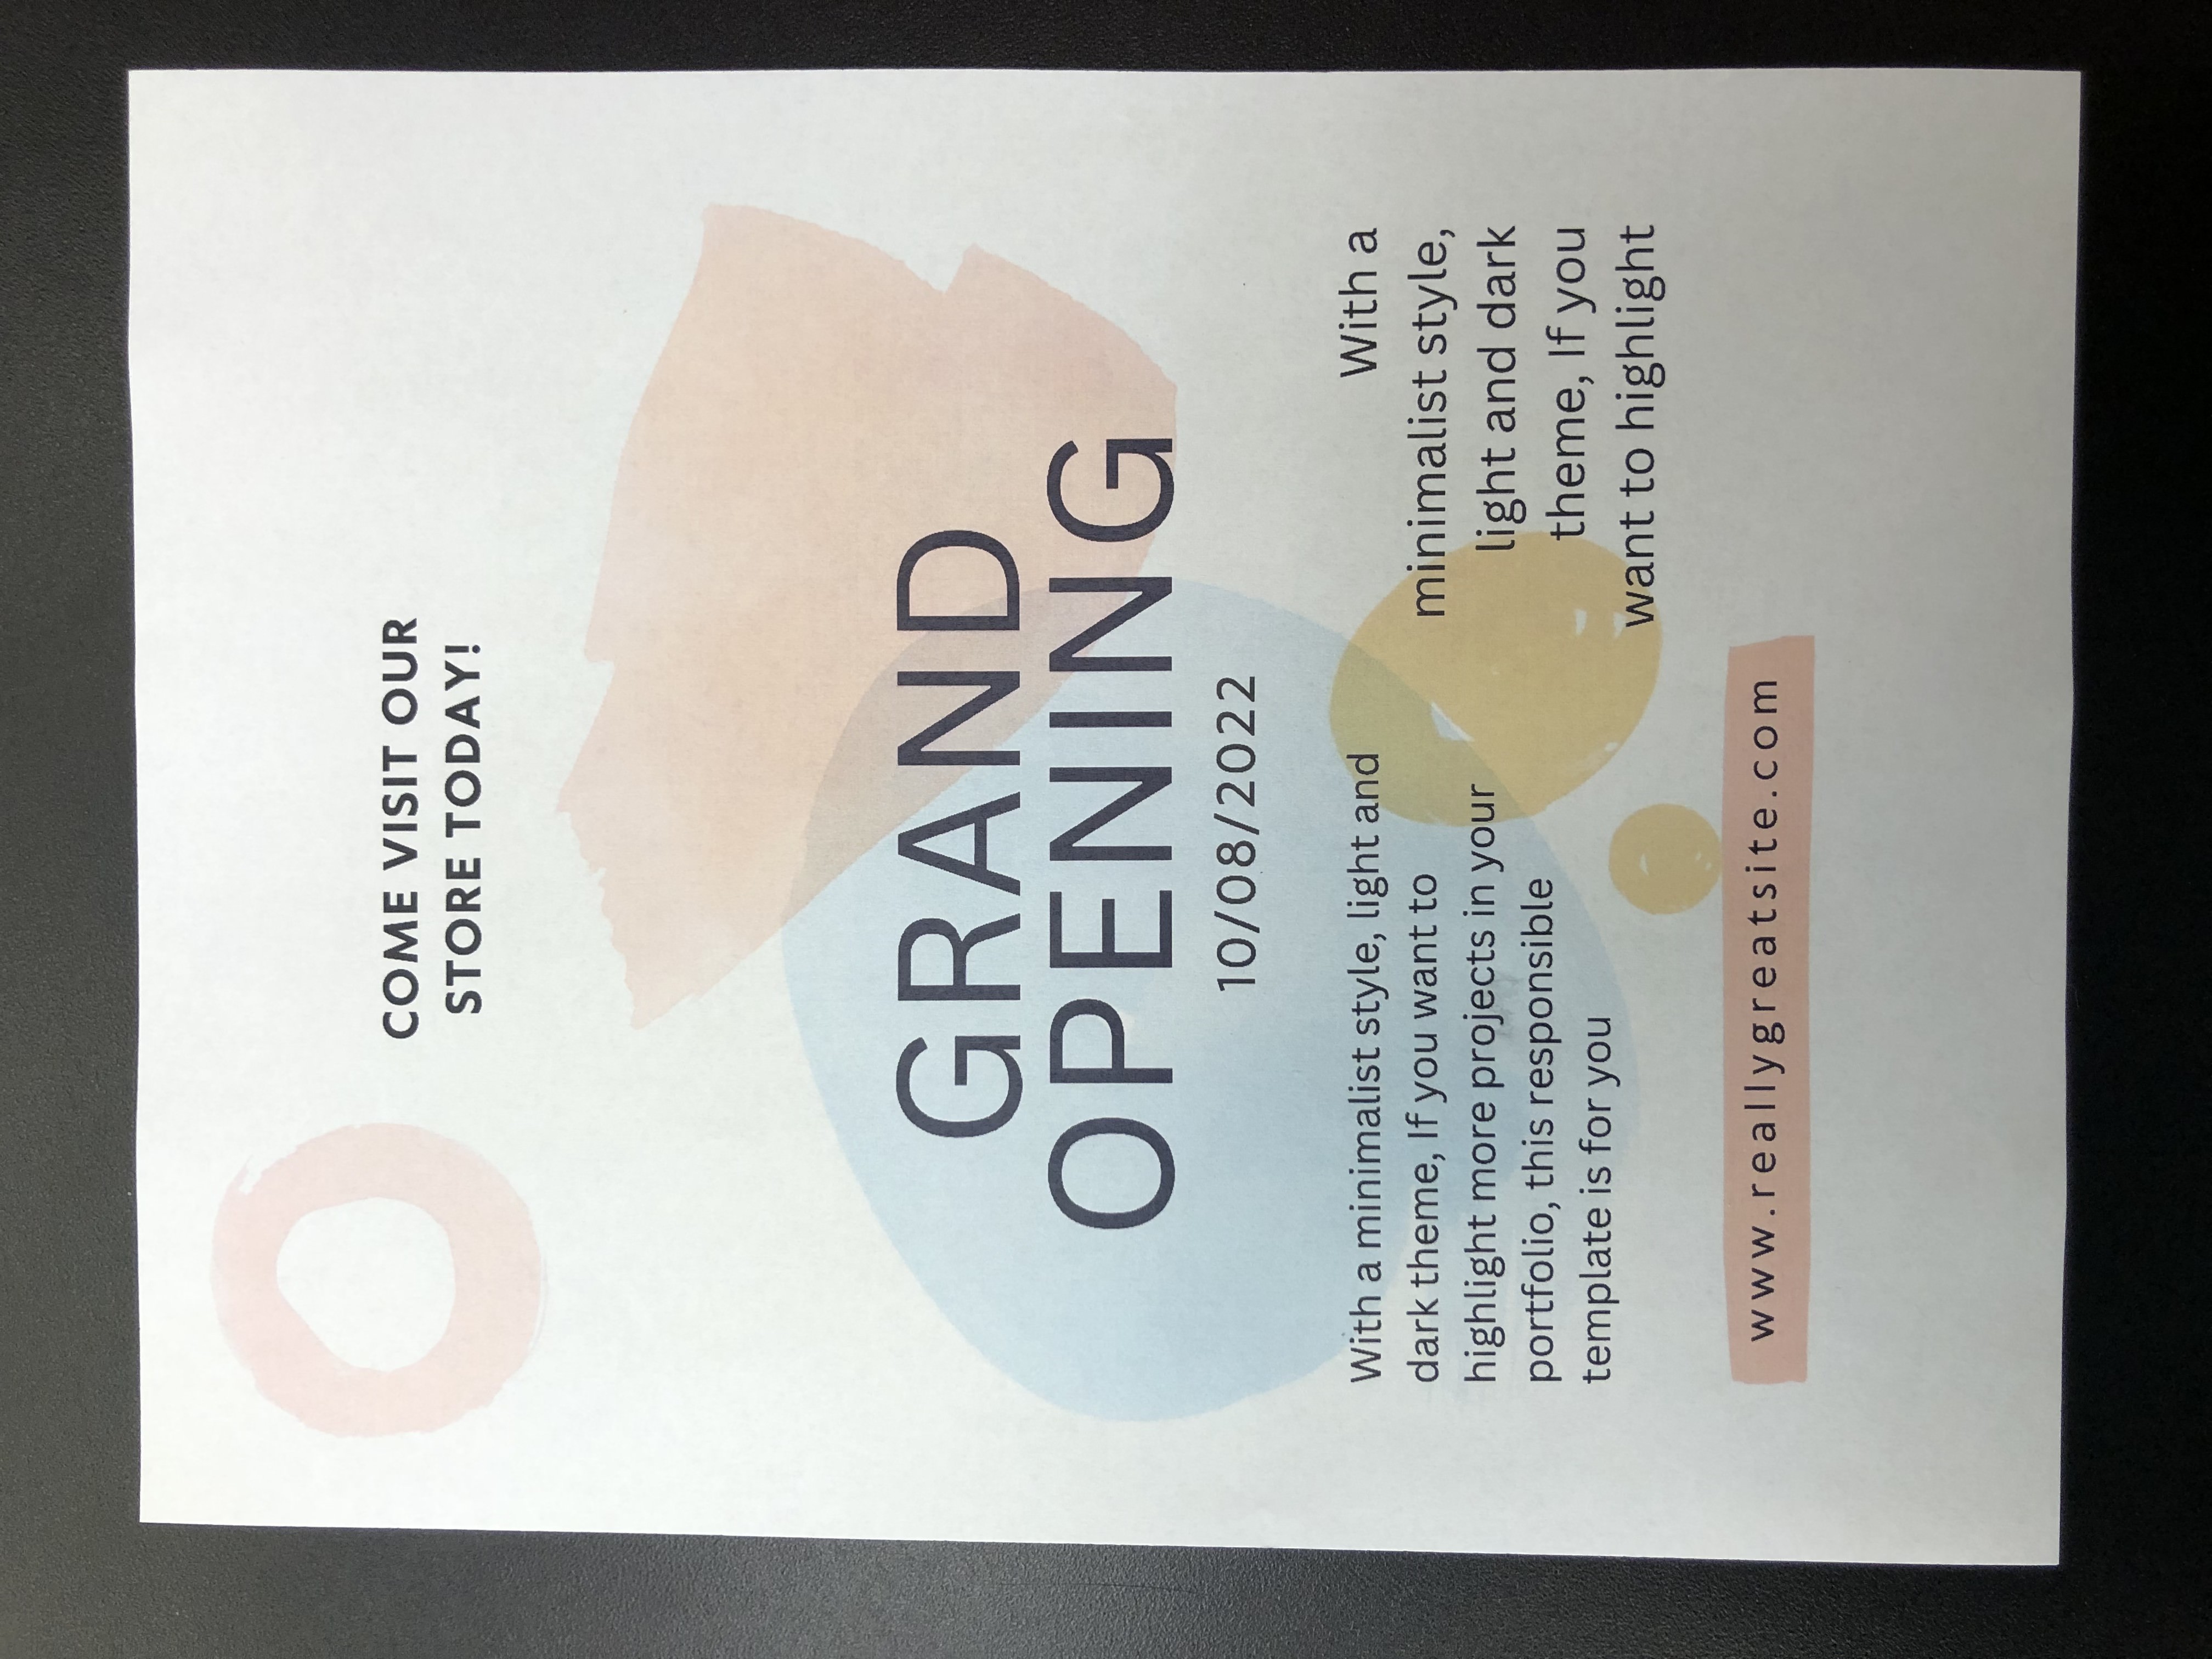 COME VISIT OUR
STORE TODAY!
GRAND
OPENING
10/08/2022
With a minimalist style, light and
dark theme, If you want to
highlight more projects in your
portfolio, this responsible
template is for you
With a
minimalist style,
light and dark
theme, If you
want to highlight
www.reallygreatsite.com